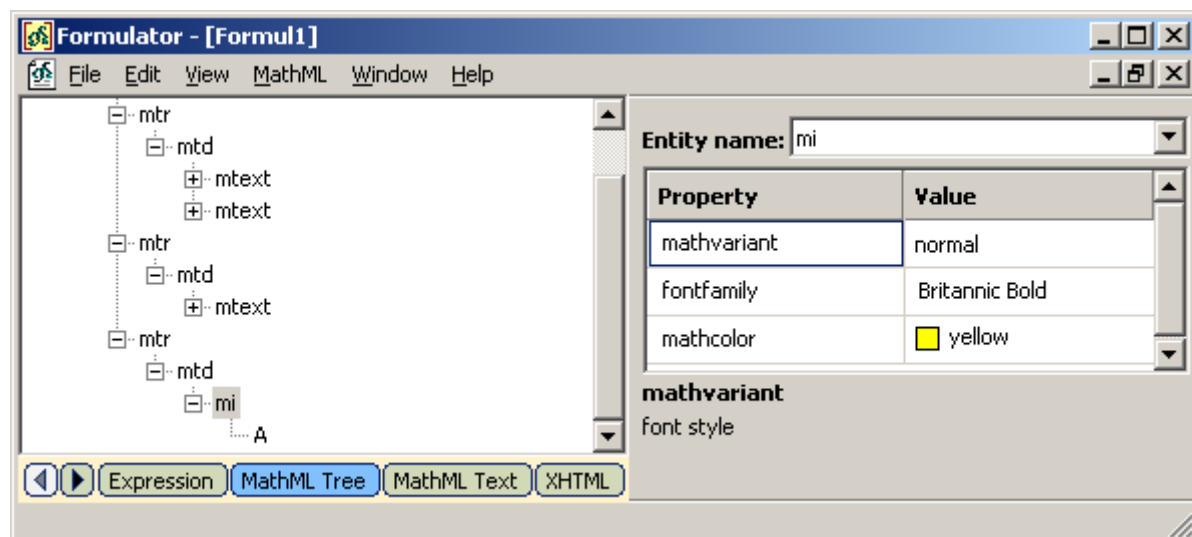 Formulator - [Formul1]
File Edit View MathML Window Help
mtr
mtd
mtext
mtext
mtr
mtd
mtext
mtr
mtd
mi
A
Expression MathML Tree MathML Text XHTML
Entity name: mi
Property Value
mathvariant normal
fontfamily Britannic Bold
mathcolor yellow
mathvariant
font style